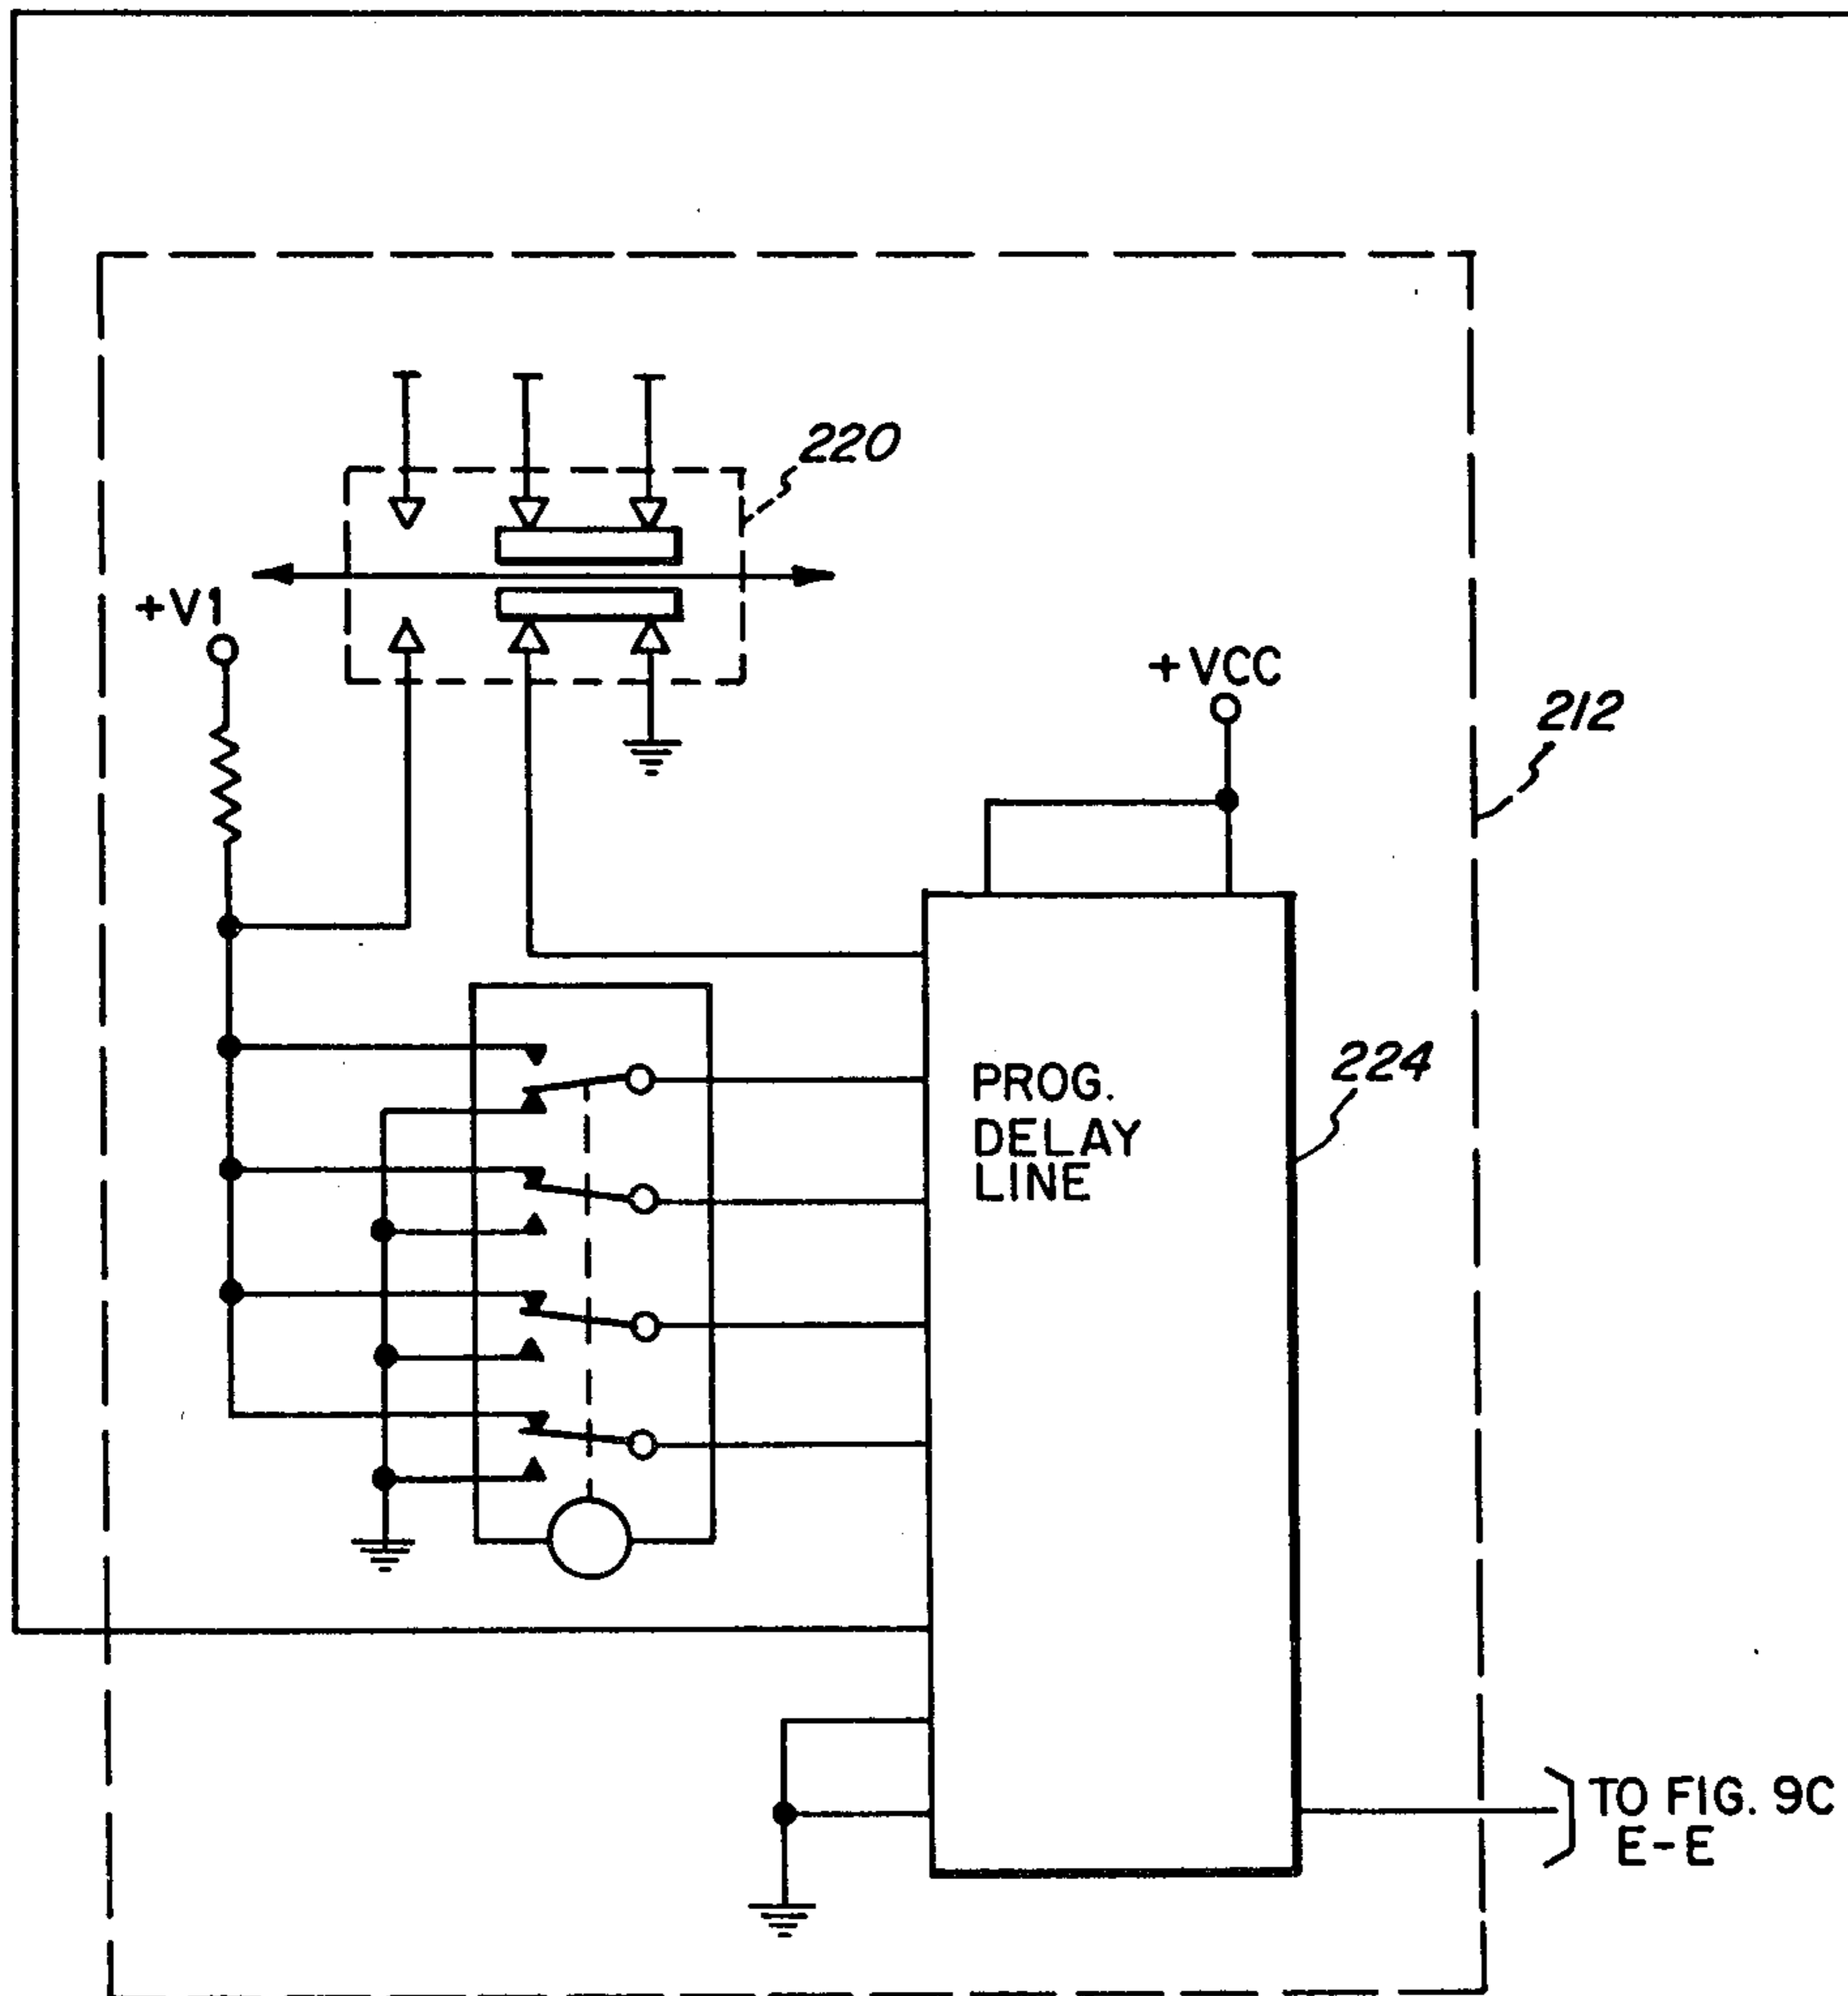 220
+V1
+VCC
212
PROG.
DELAY
LINE
224
TO FIG. 9C
E-E